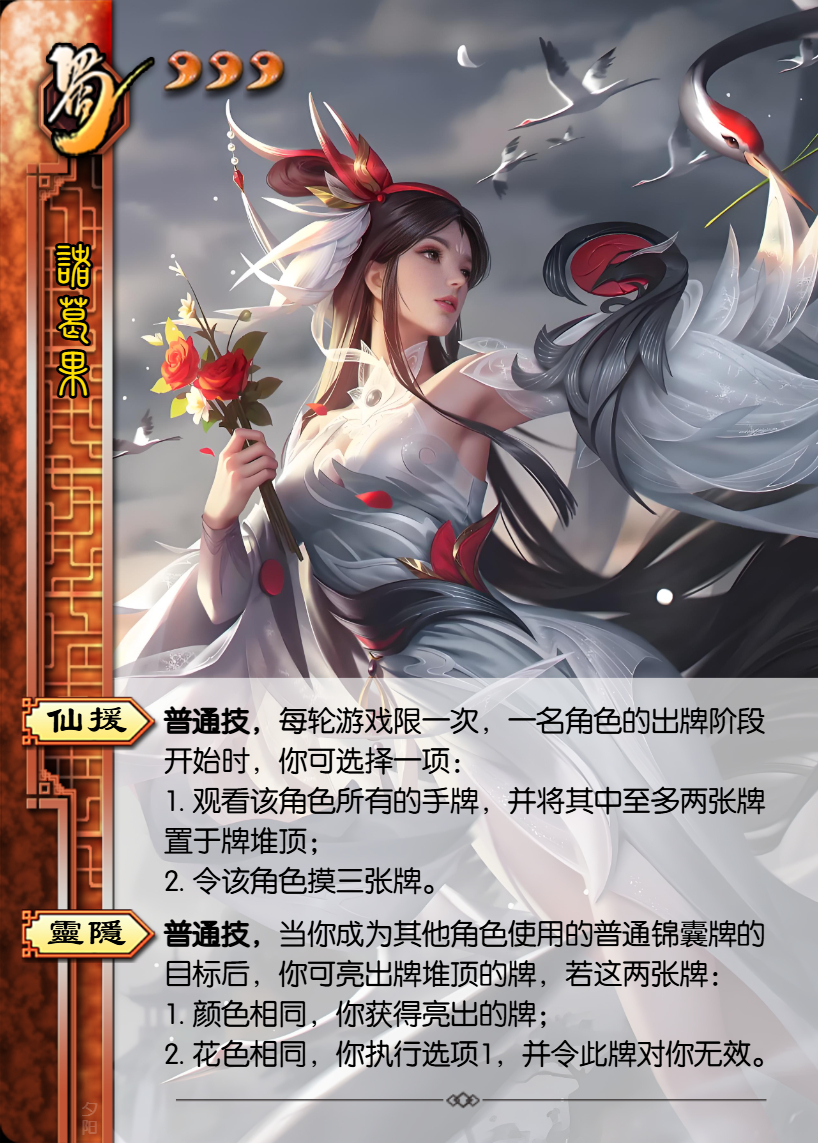 蜀
諸葛果
仙援
普通技，每轮游戏限一次，一名角色的出牌阶段
开始时，你可选择一项：
1. 观看该角色所有的手牌，并将其中至多两张牌
置于牌堆顶；
2. 令该角色摸三张牌。
靈隱
普通技，当你成为其他角色使用的普通锦囊牌的
目标后，你可亮出牌堆顶的牌，若这两张牌：
1. 颜色相同，你获得亮出的牌；
2. 花色相同，你执行选项1，并令此牌对你无效。
夕阳